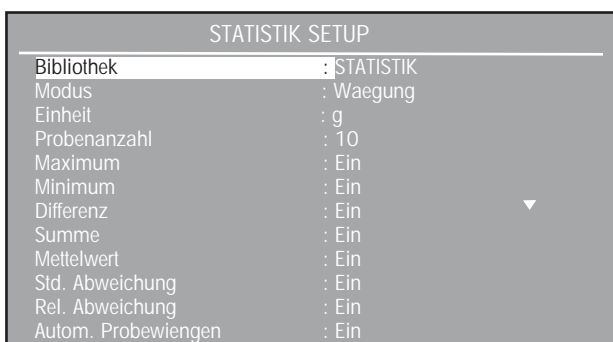 STATISTIK SETUP
Bibliothek : STATISTIK
Modus : Waegung
Einheit : g
Probenanzahl : 10
Maximum : Ein
Minimum : Ein
Differenz : Ein
Summe : Ein
Mettelwert : Ein
Std. Abweichung : Ein
Rel. Abweichung : Ein
Autom. Probewiengen : Ein